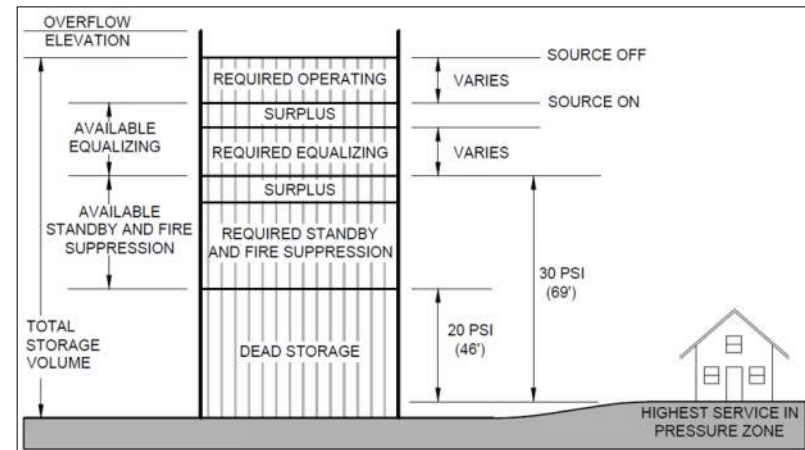 OVERFLOW
ELEVATION
SOURCE OFF
REQUIRED OPERATING
VARIES
SOURCE ON
SURPLUS
AVAILABLE
EQUALIZING
REQUIRED EQUALIZING
VARIES
SURPLUS
AVAILABLE
STANDBY AND FIRE
SUPPRESSION
REQUIRED STANDBY
AND FIRE SUPPRESSION
30 PSI
(69')
TOTAL
STORAGE
VOLUME
20 PSI
(46')
DEAD STORAGE
HIGHEST SERVICE IN
PRESSURE ZONE